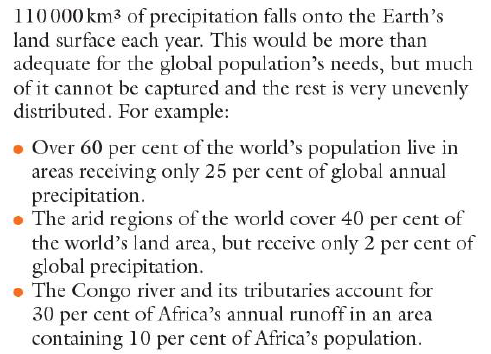 110 000 km³ of precipitation falls onto the Earth's
land surface each year. This would be more than
adequate for the global population's needs, but much
of it cannot be captured and the rest is very unevenly
distributed. For example:
• Over 60 per cent of the world's population live in
areas receiving only 25 per cent of global annual
precipitation.
• The arid regions of the world cover 40 per cent of
the world's land area, but receive only 2 per cent of
global precipitation.
• The Congo river and its tributaries account for
30 per cent of Africa's annual runoff in an area
containing 10 per cent of Africa's population.